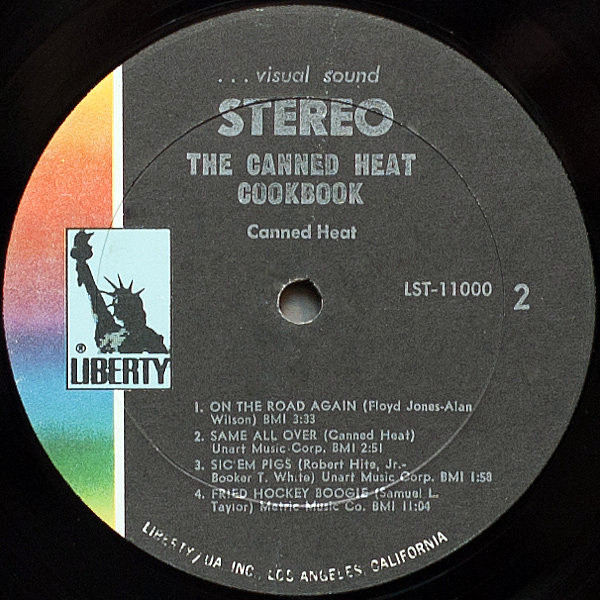 ...visual sound
STEREO
THE CANNED HEAT
COOKBOOK
Canned Heat
LST-11000 2
® LIBERTY
1. ON THE ROAD AGAIN (Floyd Jones-Alan
Wilson) BMI 3:33
2. SAME ALL OVER (Canned Heat)
Unart Music Corp. BMI 2:51
3. SIC'EM PIGS (Robert Hite, Jr.-
Booker T. White) Unart Music Corp. BMI 1:58
4. FRIED HOCKEY BOOGIE (Samuel L.
Taylor) Metric Music Co. BMI 11:04
LIBERTY/UA INC., LOS ANGELES, CALIFORNIA